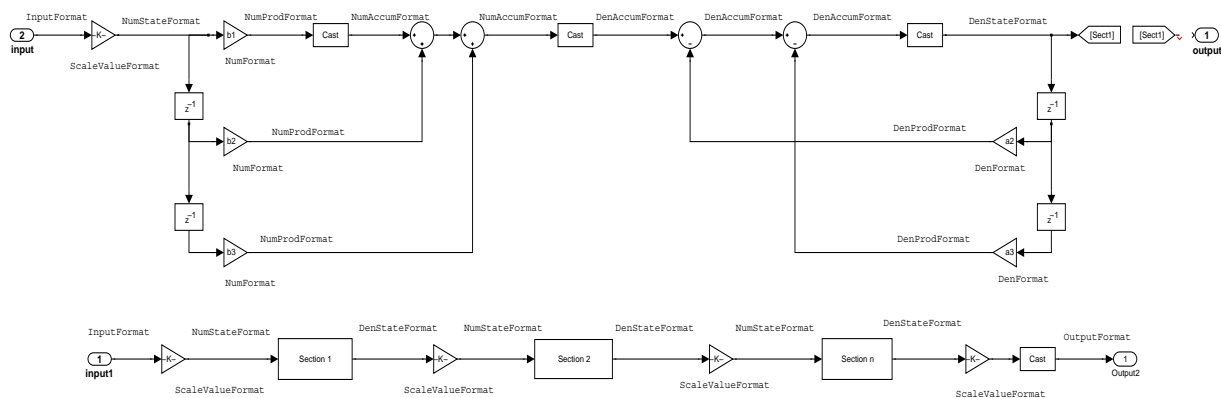 InputFormat NumStateFormat NumProdFormat NumAccumFormat NumAccumFormat DenAccumFormat DenAccumFormat DenAccumFormat DenStateFormat
2 -K- b1 Cast + + + + Cast + - + - Cast [Sect1] [Sect1] 1
input output
ScaleValueFormat NumFormat
z-1 z-1
NumProdFormat DenProdFormat
b2 a2
NumFormat DenFormat
z-1 z-1
NumProdFormat DenProdFormat
b3 a3
NumFormat DenFormat
InputFormat NumStateFormat DenStateFormat NumStateFormat DenStateFormat NumStateFormat DenStateFormat OutputFormat
1 -K- Section 1 -K- Section 2 -K- Section n -K- Cast 1
input1 Output2
ScaleValueFormat ScaleValueFormat ScaleValueFormat ScaleValueFormat